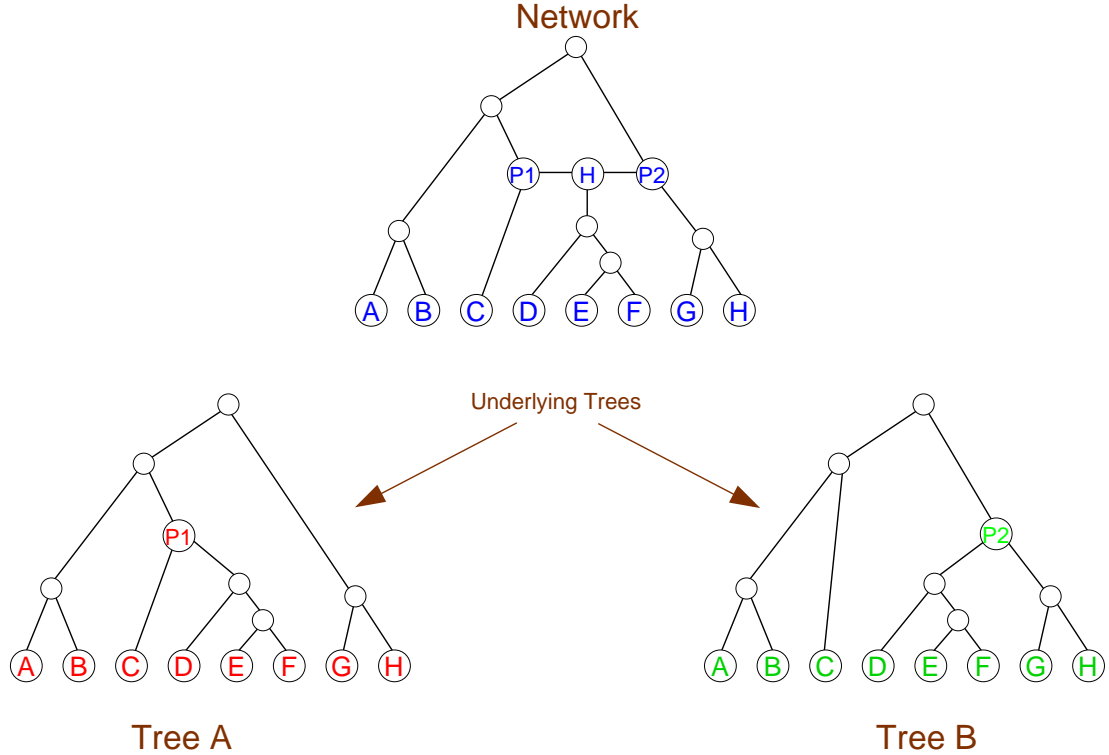 Network
P1 H P2
A B C D E F G H
Underlying Trees
P1
P2
A B C D E F G H
A B C D E F G H
Tree A
Tree B